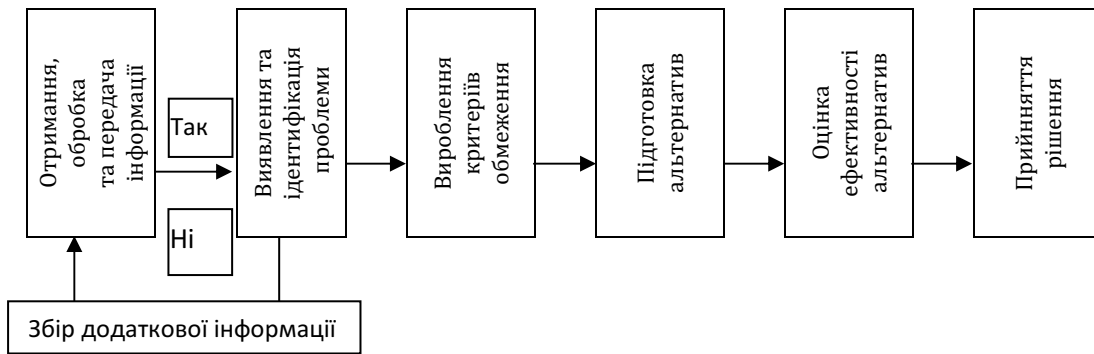 Отримання,
обробка
та передача
інформації
Так
Ні
Виявлення та
ідентифікація
проблеми
Вироблення
критеріїв
обмеження
Підготовка
альтернатив
Оцінка
ефективності
альтернатив
Прийнняття
рішення
Збір додаткової інформації